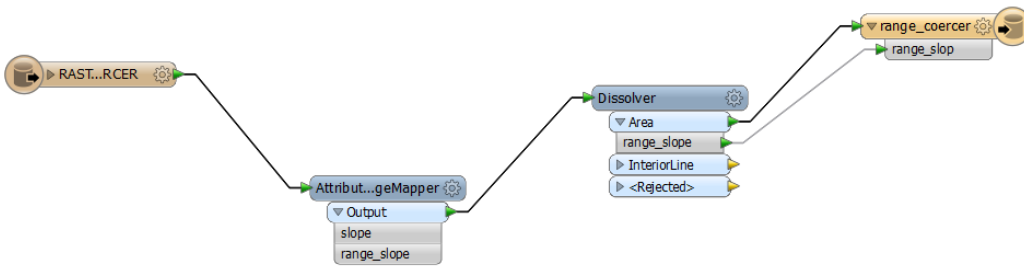 range_coercer
range_slop
RAST...RCER
Dissolver
Area
range_slope
InteriorLine
<Rejected>
Attribut...geMapper
Output
slope
range_slope